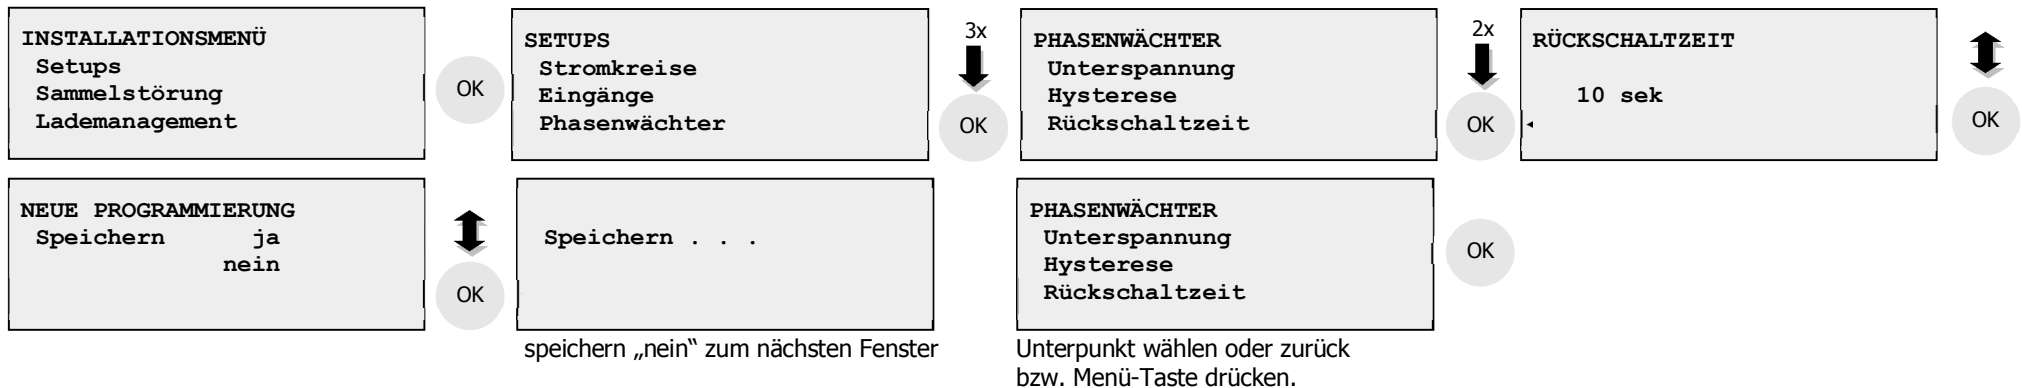 INSTALLATIONSMENÜ
Setups
Sammelstörung
Lademanagement
OK
SETUPS
Stromkreise
Eingänge
Phasenwächter
3x
OK
PHASENWÄCHTER
Unterspannung
Hysterese
Rückschaltzeit
2x
OK
RÜCKSCHALTZEIT
10 sek
OK
NEUE PROGRAMMIERUNG
Speichern ja
nein
OK
Speichern . . .
speichern „nein“ zum nächsten Fenster
PHASENWÄCHTER
Unterspannung
Hysterese
Rückschaltzeit
OK
Unterpunkt wählen oder zurück
bzw. Menü-Taste drücken.